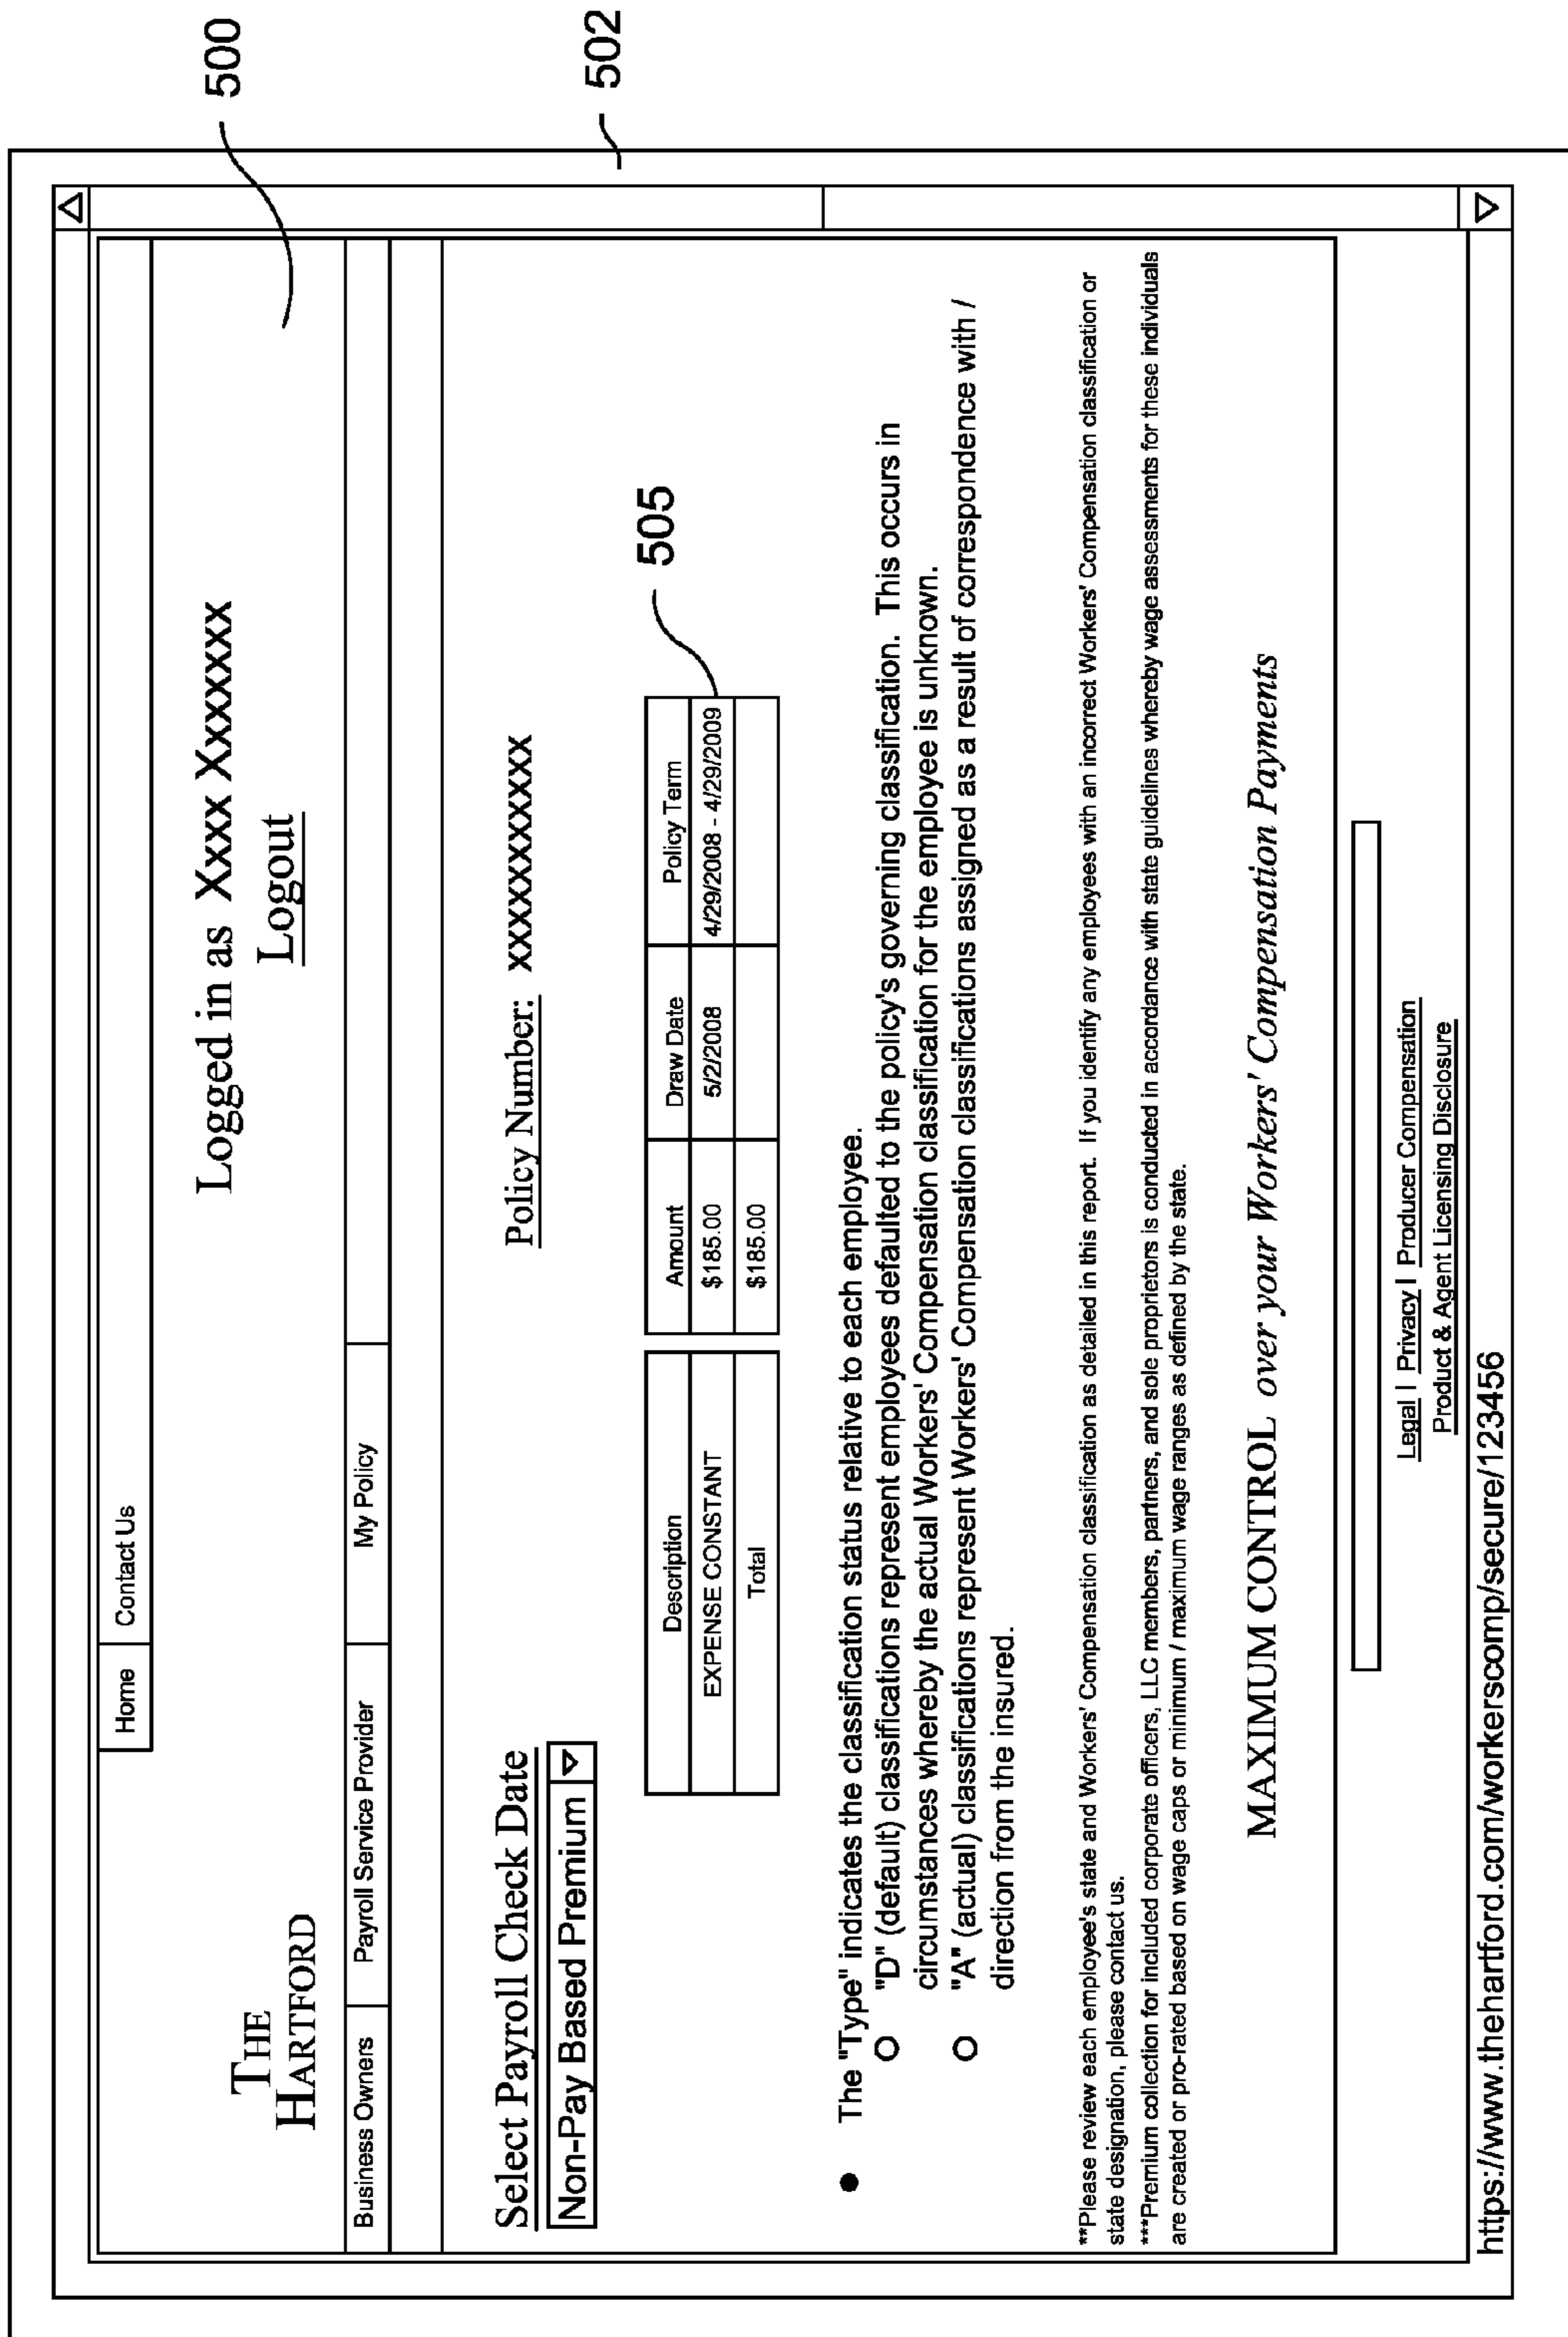 500
502
Home Contact Us
THE
HARTFORD
Logged in as Xxxx Xxxxxxx
Logout
Business Owners Payroll Service Provider My Policy
Select Payroll Check Date
Non-Pay Based Premium
Policy Number: xxxxxxxxxxx
505
Description Amount Draw Date Policy Term
EXPENSE CONSTANT $185.00 5/2/2008 4/29/2008 - 4/29/2009
Total $185.00
● The "Type" indicates the classification status relative to each employee.
O "D" (default) classifications represent employees defaulted to the policy's governing classification. This occurs in
circumstances whereby the actual Workers' Compensation classification for the employee is unknown.
O "A" (actual) classifications represent Workers' Compensation classifications assigned as a result of correspondence with /
direction from the insured.
**Please review each employee's state and Workers' Compensation classification as detailed in this report. If you identify any employees with an incorrect Workers' Compensation classification or
state designation, please contact us.
***Premium collection for included corporate officers, LLC members, partners, and sole proprietors is conducted in accordance with state guidelines whereby wage assessments for these individuals
are created or pro-rated based on wage caps or minimum / maximum wage ranges as defined by the state.
MAXIMUM CONTROL over your Workers' Compensation Payments
Legal | Privacy | Producer Compensation
Product & Agent Licensing Disclosure
https://www.thehartford.com/workerscomp/secure/123456